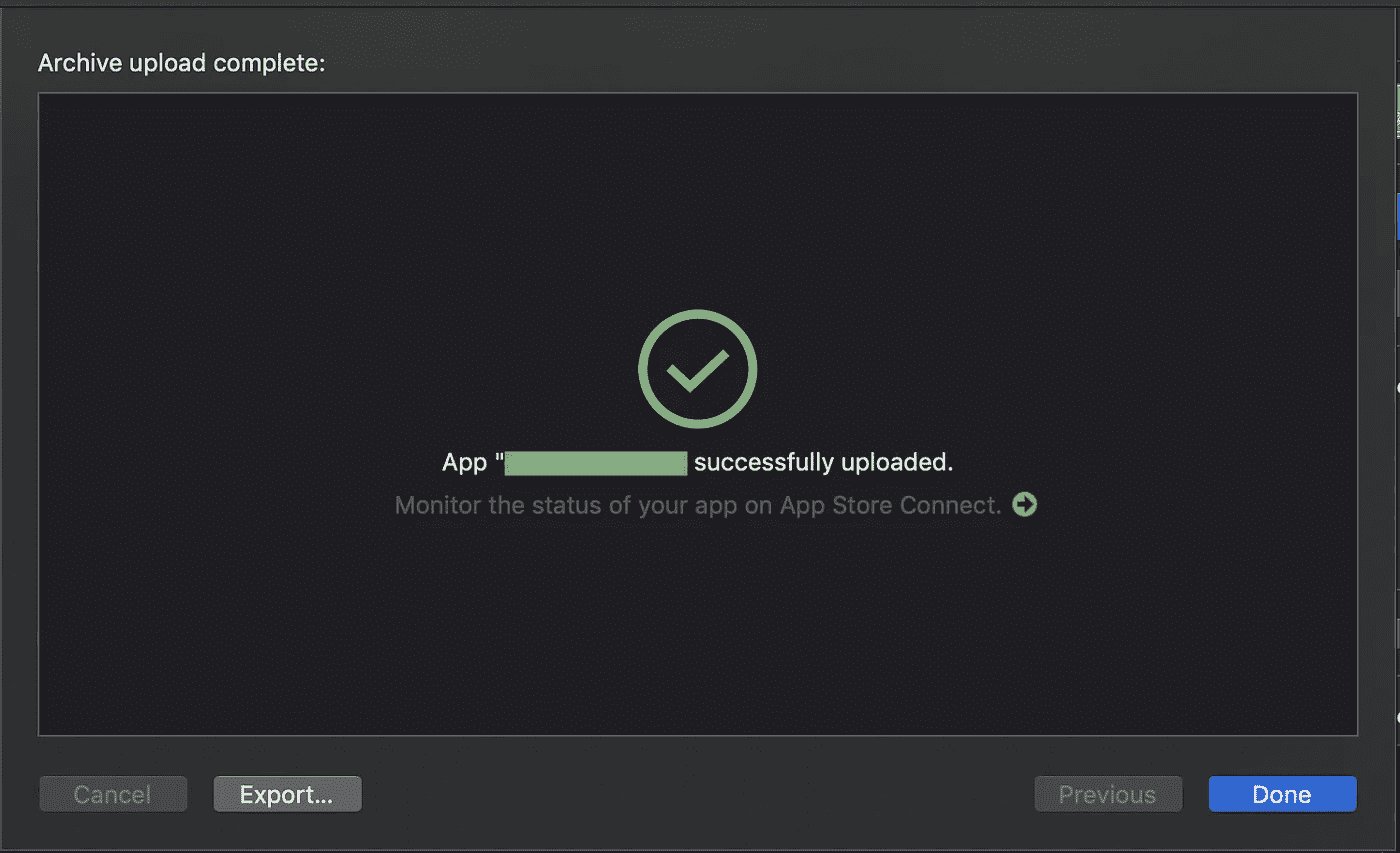 Archive upload complete:
App " successfully uploaded.
Monitor the status of your app on App Store Connect.
Cancel
Export...
Previous
Done